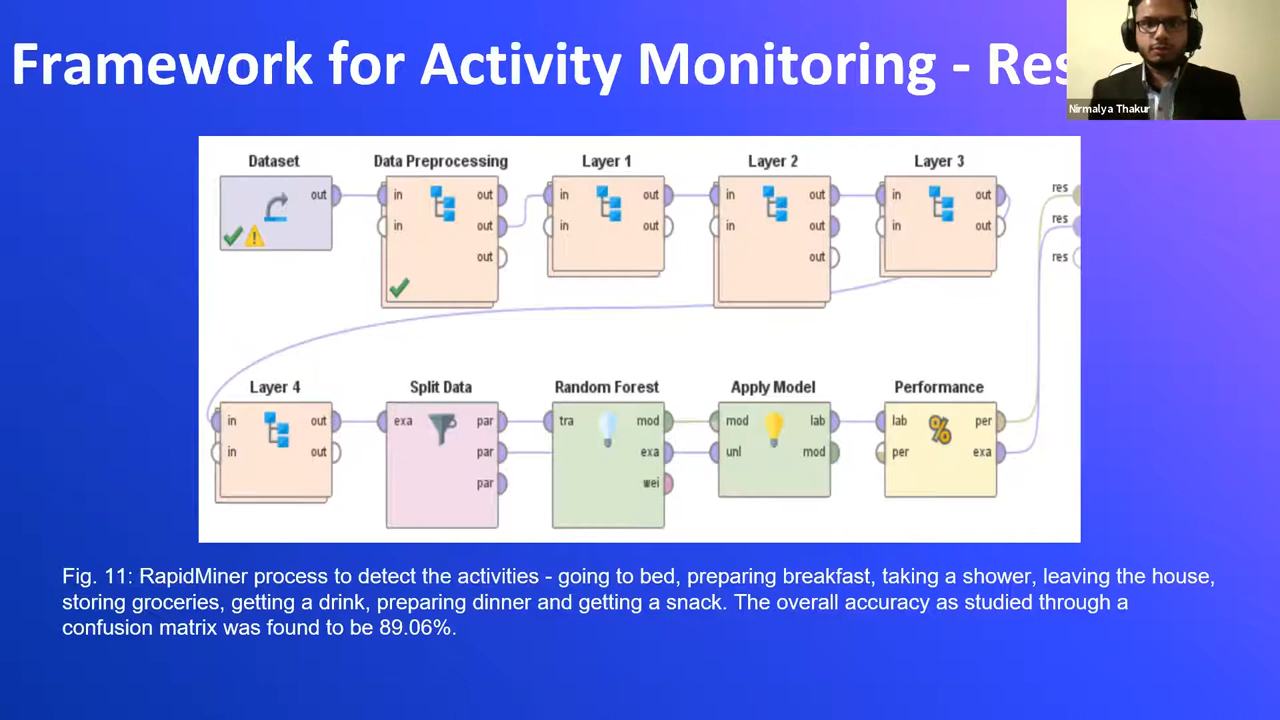 Framework for Activity Monitoring - Res
Nirmalya Thakur
Dataset
Data Preprocessing
Layer 1
Layer 2
Layer 3
out
in out
in out
out
in out
in out
in out
in out
out
in out
in out
res
res
res
Layer 4
Split Data
Random Forest
Apply Model
Performance
in out
in out
exa par
par
par
tra mod
exa
wei
mod lab
unl mod
lab per
per exa
%
Fig. 11: RapidMiner process to detect the activities - going to bed, preparing breakfast, taking a shower, leaving the house,
storing groceries, getting a drink, preparing dinner and getting a snack. The overall accuracy as studied through a
confusion matrix was found to be 89.06%.